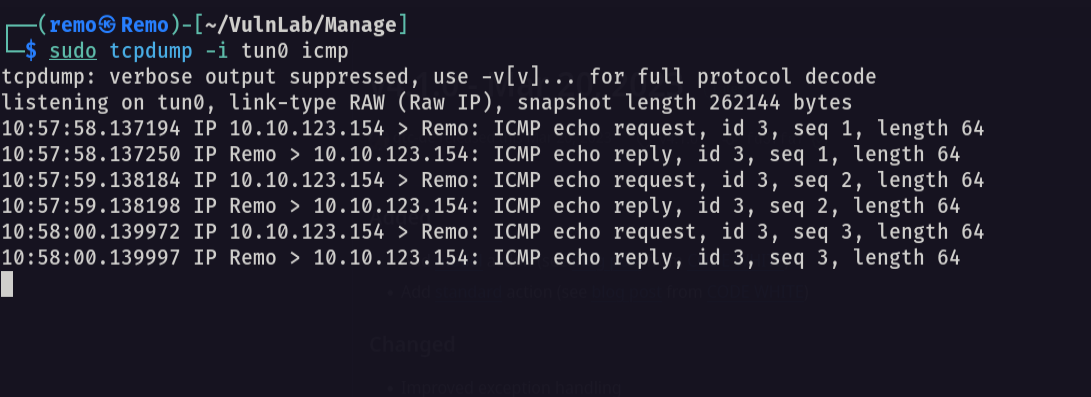 ┌──(remo㉿Remo)-[~/VulnLab/Manage]
└─$ sudo tcpdump -i tun0 icmp
tcpdump: verbose output suppressed, use -v[v]... for full protocol decode
listening on tun0, link-type RAW (Raw IP), snapshot length 262144 bytes
10:57:58.137194 IP 10.10.123.154 > Remo: ICMP echo request, id 3, seq 1, length 64
10:57:58.137250 IP Remo > 10.10.123.154: ICMP echo reply, id 3, seq 1, length 64
10:57:59.138184 IP 10.10.123.154 > Remo: ICMP echo request, id 3, seq 2, length 64
10:57:59.138198 IP Remo > 10.10.123.154: ICMP echo reply, id 3, seq 2, length 64
10:58:00.139972 IP 10.10.123.154 > Remo: ICMP echo request, id 3, seq 3, length 64
10:58:00.139997 IP Remo > 10.10.123.154: ICMP echo reply, id 3, seq 3, length 64
Changed
Improved exception handling